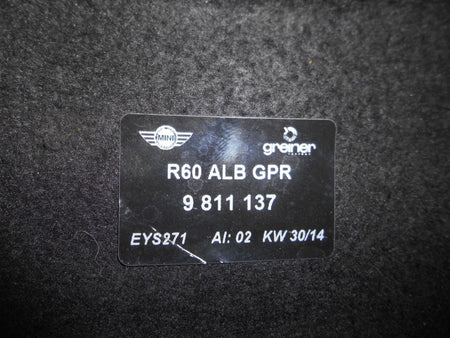 MINI
greiner
R60 ALB GPR
9 811 137
EYS271 AI: 02 KW 30/14